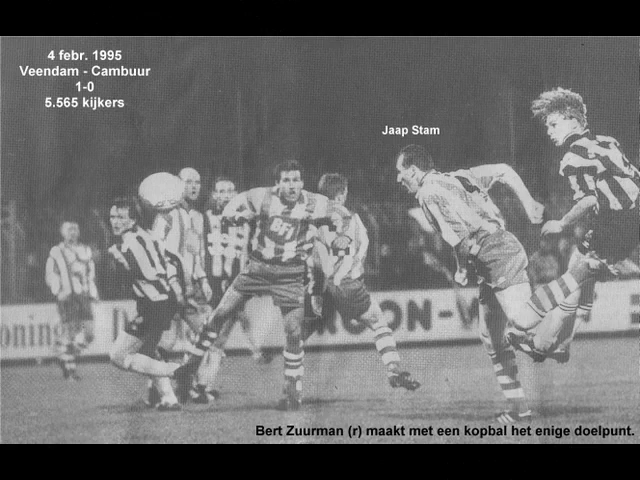 4 febr. 1995
Veendam - Cambuur
1-0
5.565 kijkers
Jaap Stam
Bert Zuurman (r) maakt met een kopbal het enige doelpunt.